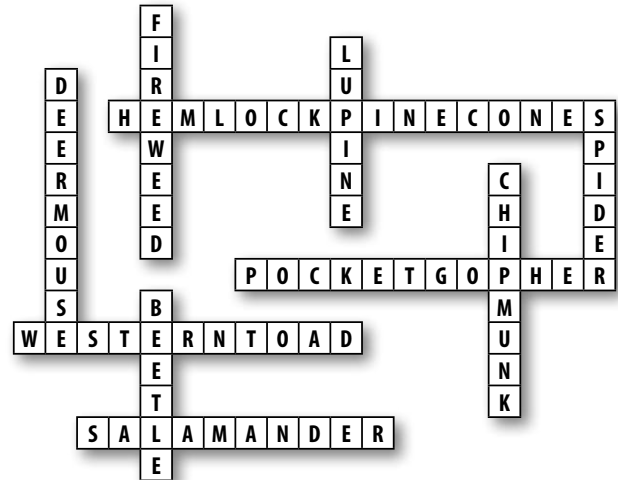 FIREWEED
LUPINE
DEERMOUSE
HEMLOCKPINECONES
SPIDER
CHIPMUNK
POCKETGOPHER
BEETLE
WESTERNTOAD
SALAMANDER